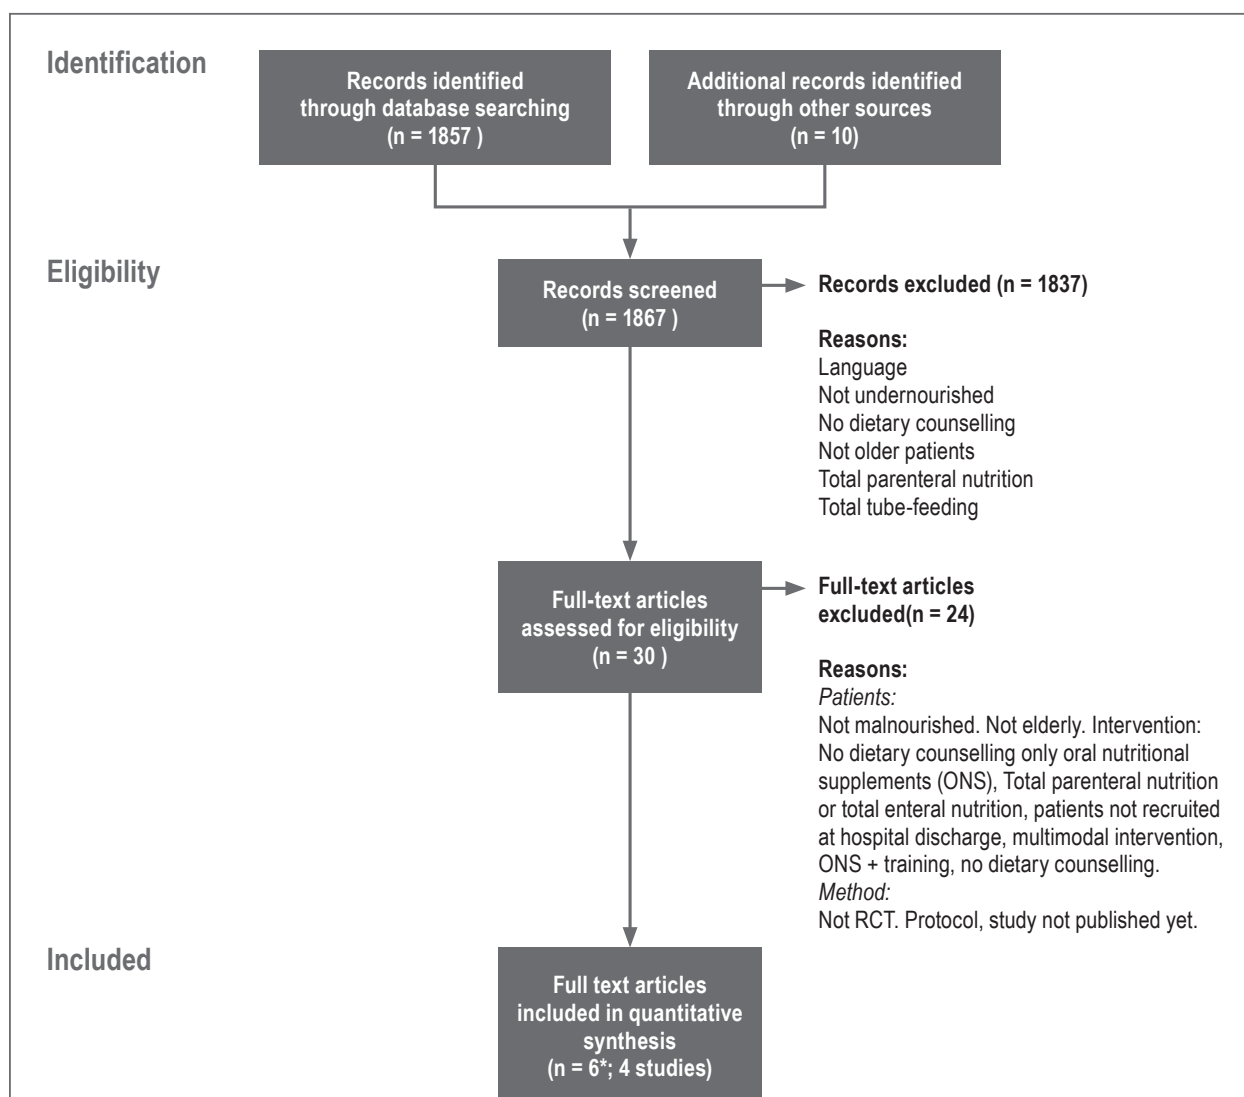 Identification
Records identified
through database searching
(n = 1857 )
Additional records identified
through other sources
(n = 10)
Eligibility
Records screened
(n = 1867 )
Records excluded (n = 1837)
Reasons:
Language
Not undernourished
No dietary counselling
Not older patients
Total parenteral nutrition
Total tube-feeding
Full-text articles
assessed for eligibility
(n = 30 )
Full-text articles
excluded(n = 24)
Reasons:
Patients:
Not malnourished. Not elderly. Intervention:
No dietary counselling only oral nutritional
supplements (ONS), Total parenteral nutrition
or total enteral nutrition, patients not recruited
at hospital discharge, multimodal intervention,
ONS + training, no dietary counselling.
Method:
Not RCT. Protocol, study not published yet.
Included
Full text articles
included in quantitative
synthesis
(n = 6*; 4 studies)